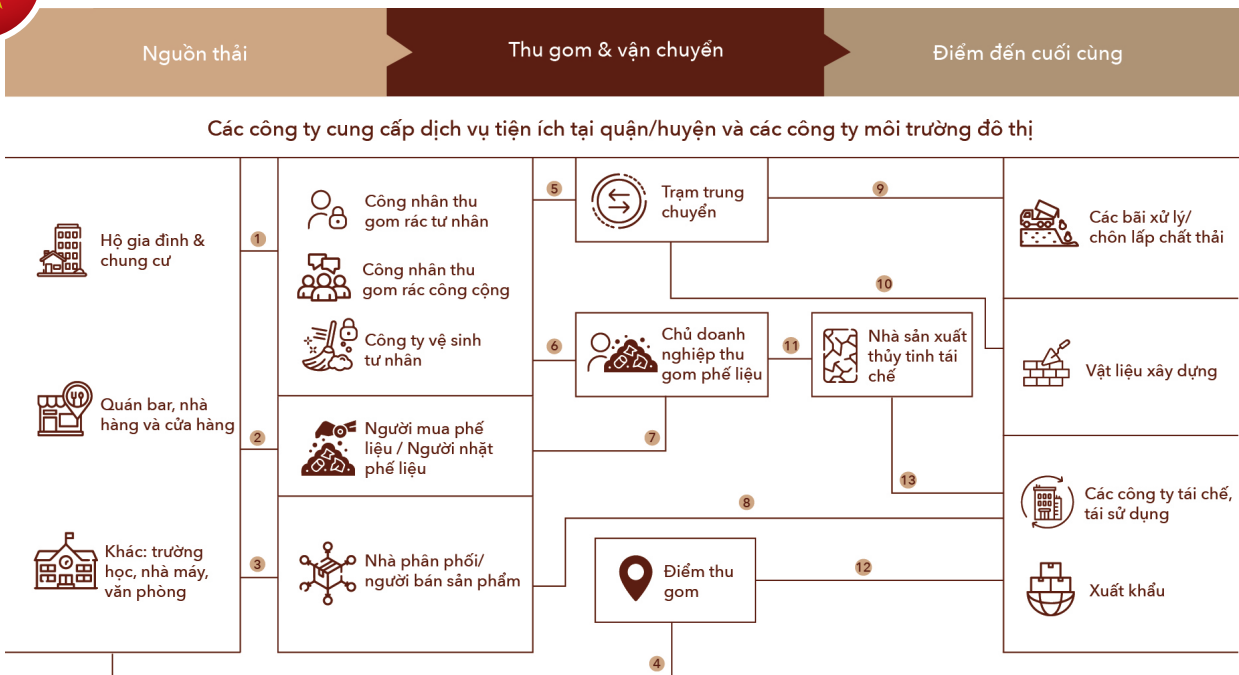 Nguồn thải
Thu gom & vận chuyển
Điểm đến cuối cùng
Các công ty cung cấp dịch vụ tiện ích tại quận/huyện và các công ty môi trường đô thị
Hộ gia đình &
chung cư
Quán bar, nhà
hàng và cửa hàng
Khác: trường
học, nhà máy,
văn phòng
1
2
3
Công nhân thu
gom rác tư nhân
Công nhân thu
gom rác công cộng
Công ty vệ sinh
tư nhân
Người mua phế
liệu / Người nhặt
phế liệu
Nhà phân phối/
người bán sản phẩm
5
6
7
8
Trạm trung
chuyển
Chủ doanh
nghiệp thu
gom phế liệu
Điểm thu
gom
4
9
10
11
Nhà sản xuất
thủy tinh tái
chế
13
12
Các bãi xử lý/
chôn lấp chất thải
Vật liệu xây dựng
Các công ty tái chế,
tái sử dụng
Xuất khẩu